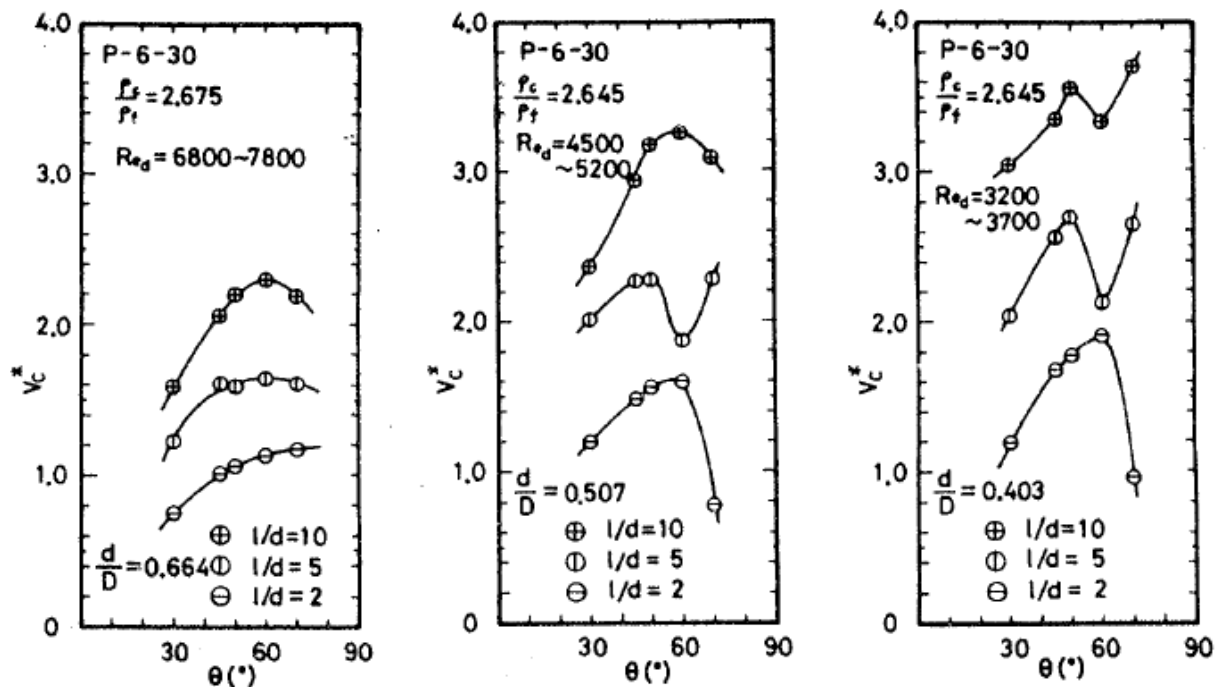 4.0
P-6-30
ρs/ρf=2.675
Red=6800~7800
3.0
2.0
Vc*
1.0
d/D=0.664
⊕ l/d=10
⦶ l/d=5
⊖ l/d=2
0
30 60 90
θ(°)
4.0
P-6-30
ρc/ρf=2.645
Red=4500
~5200
3.0
2.0
Vc*
1.0
d/D=0.507
⊕ l/d=10
⦶ l/d=5
⊖ l/d=2
0
30 60 90
θ(°)
4.0
P-6-30
ρc/ρf=2.645
3.0
Red=3200
~3700
2.0
Vc*
1.0
d/D=0.403
⊕ l/d=10
⦶ l/d=5
⊖ l/d=2
0
30 60 90
θ(°)